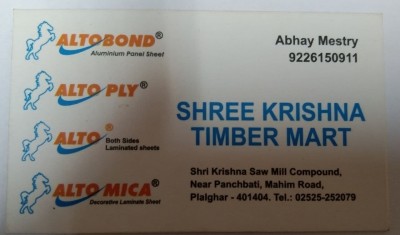 ALTOBOND®
Aluminium Panel Sheet
ALTO PLY®
ALTO®
Both Sides
Laminated sheets
ALTO MICA®
Decorative Laminate Sheet
Abhay Mestry
9226150911
SHREE KRISHNA
TIMBER MART
Shri Krishna Saw Mill Compound,
Near Panchbati, Mahim Road,
Plalghar - 401404. Tel.: 02525-252079